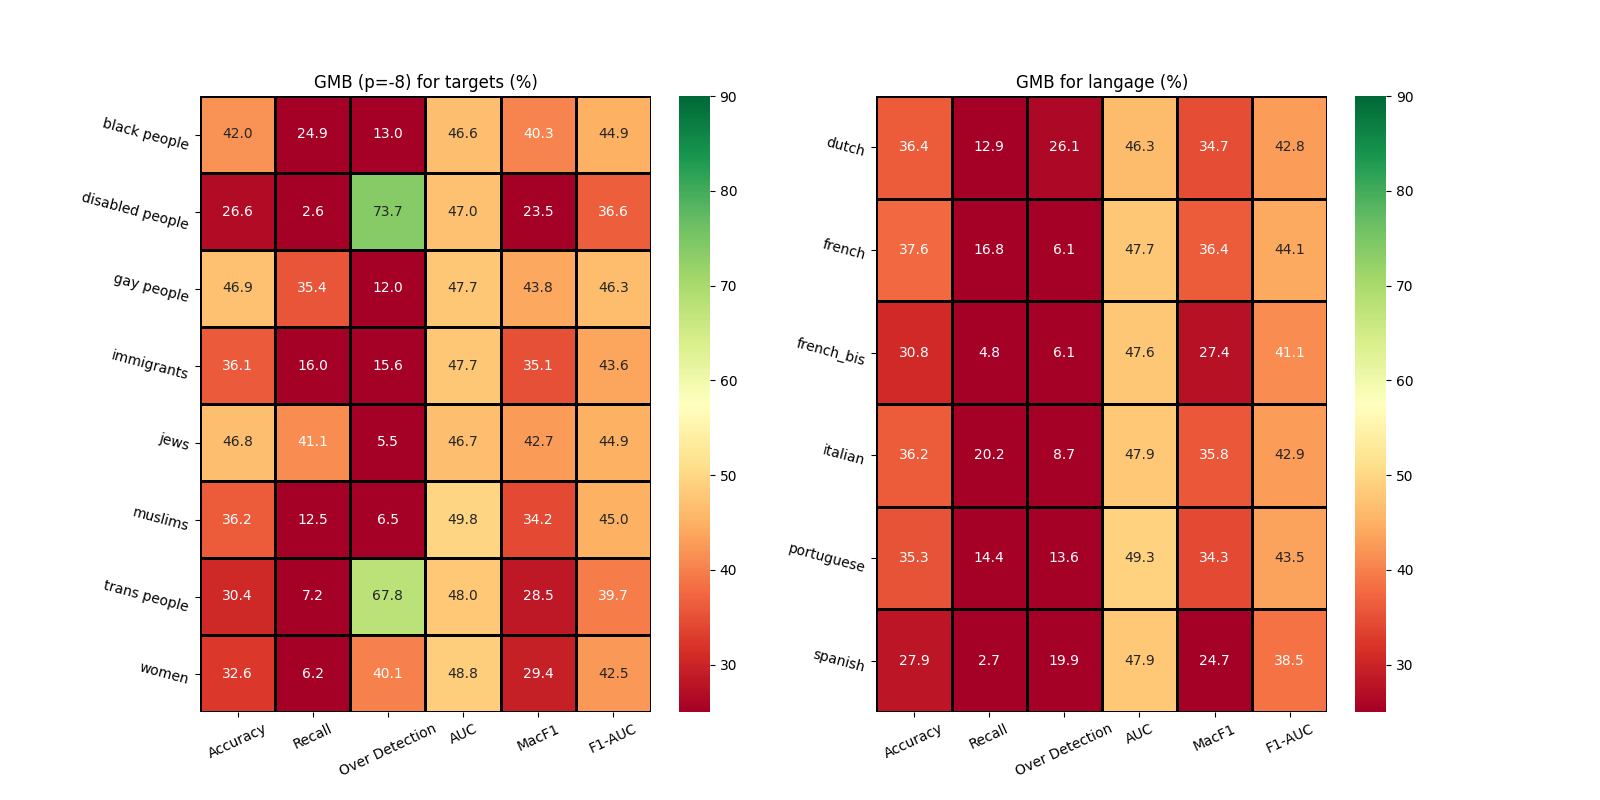 GMB (p=-8) for targets (%)
black people 42.0 24.9 13.0 46.6 40.3 44.9
disabled people 26.6 2.6 73.7 47.0 23.5 36.6
gay people 46.9 35.4 12.0 47.7 43.8 46.3
immigrants 36.1 16.0 15.6 47.7 35.1 43.6
jews 46.8 41.1 5.5 46.7 42.7 44.9
muslims 36.2 12.5 6.5 49.8 34.2 45.0
trans people 30.4 7.2 67.8 48.0 28.5 39.7
women 32.6 6.2 40.1 48.8 29.4 42.5
Accuracy Recall Over Detection AUC MacF1 F1-AUC
90
80
70
60
50
40
30
GMB for langage (%)
dutch 36.4 12.9 26.1 46.3 34.7 42.8
french 37.6 16.8 6.1 47.7 36.4 44.1
french_bis 30.8 4.8 6.1 47.6 27.4 41.1
italian 36.2 20.2 8.7 47.9 35.8 42.9
portuguese 35.3 14.4 13.6 49.3 34.3 43.5
spanish 27.9 2.7 19.9 47.9 24.7 38.5
Accuracy Recall Over Detection AUC MacF1 F1-AUC
90
80
70
60
50
40
30